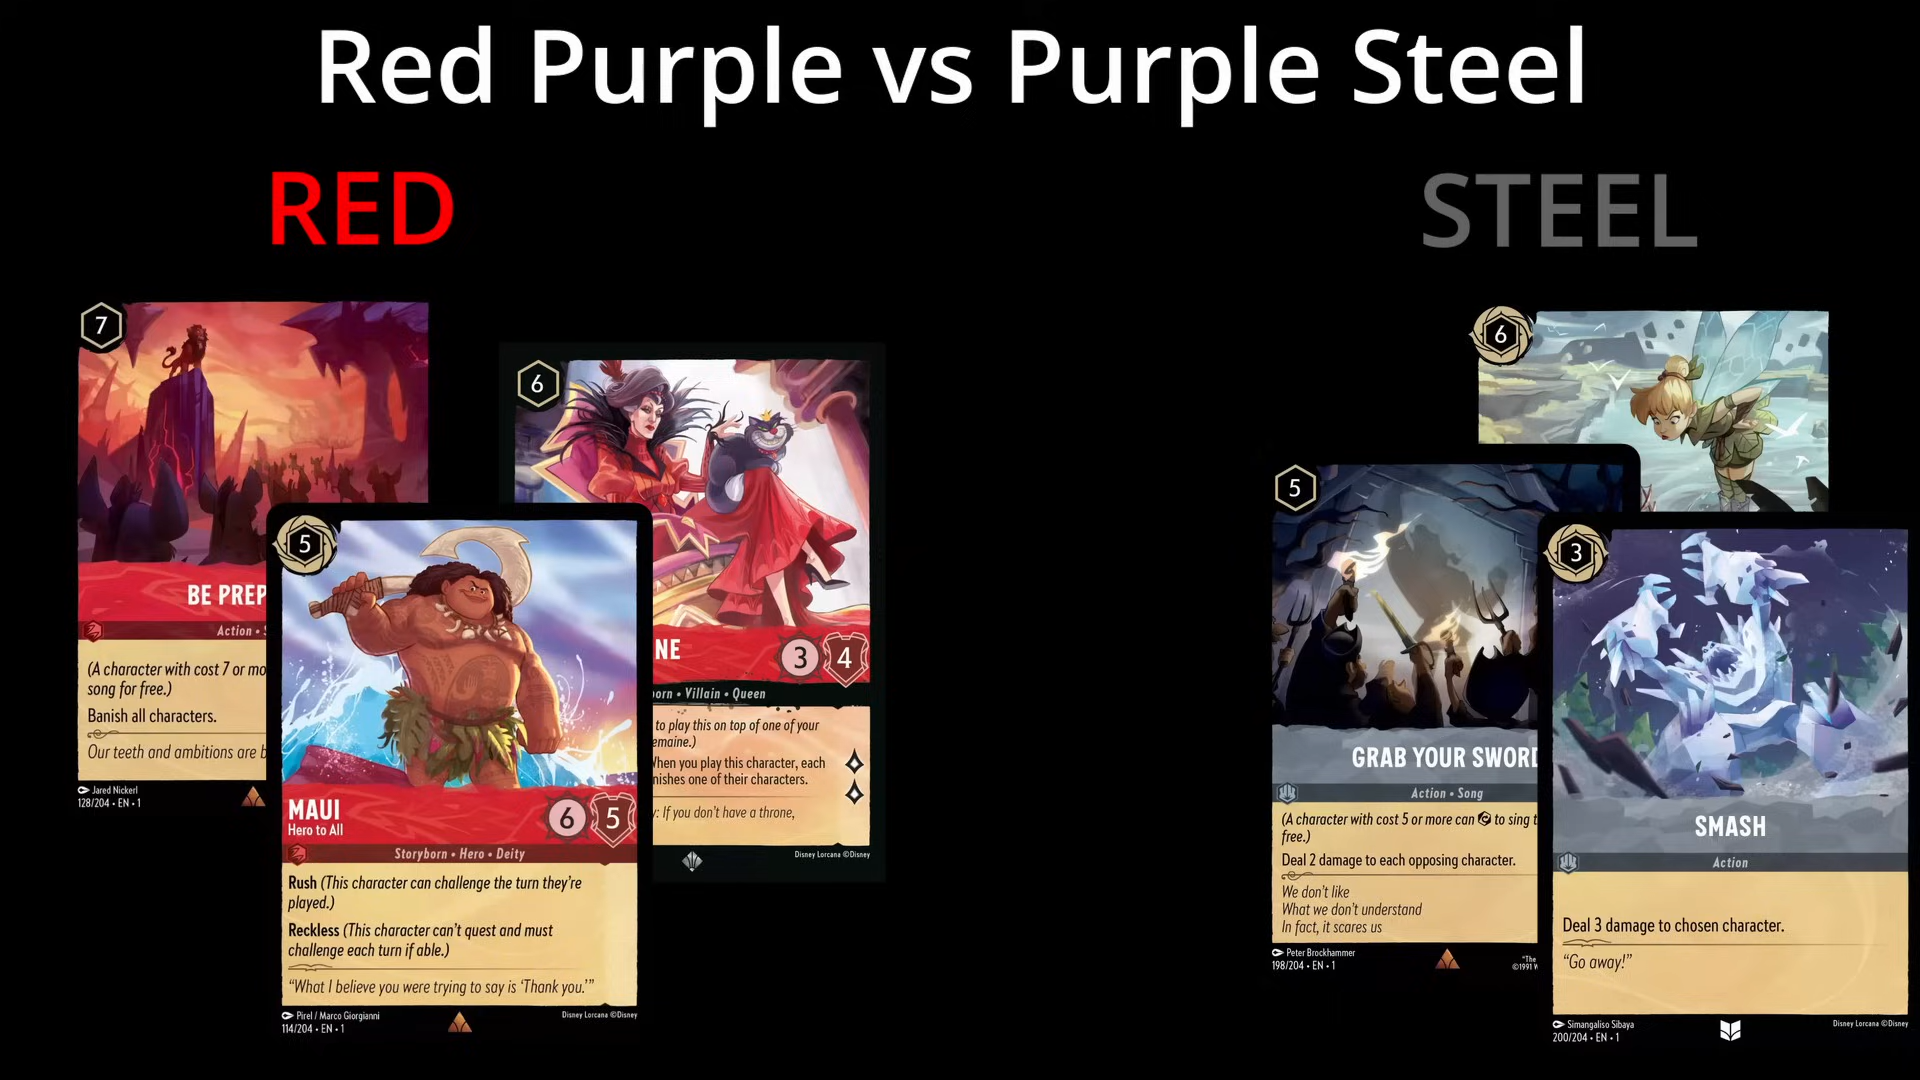 Red Purple vs Purple Steel
RED
STEEL
7
BE PREP
Action •
(A character with cost 7 or mo
song for free.)
Banish all characters.
Our teeth and ambitions are b
Jared Nickerl
128/204 • EN • 1
5
MAUI
Hero to All
6
5
Storyborn • Hero • Deity
Rush (This character can challenge the turn they're
played.)
Reckless (This character can't quest and must
challenge each turn if able.)
“What I believe you were trying to say is ‘Thank you.’”
Pirel / Marco Giorgianni
114/204 • EN • 1
Disney Lorcana ©Disney
6
NE
3
4
orn • Villain • Queen
to play this on top of one of your
emaine.)
When you play this character, each
nishes one of their characters.
y: If you don't have a throne,
Disney Lorcana ©Disney
6
5
GRAB YOUR SWORD
Action • Song
(A character with cost 5 or more can to sing t
free.)
Deal 2 damage to each opposing character.
We don't like
What we don't understand
In fact, it scares us
Peter Brockhammer
198/204 • EN • 1
"The
©1991 W
3
SMASH
Action
Deal 3 damage to chosen character.
“Go away!”
Simangaliso Sibaya
200/204 • EN • 1
Disney Lorcana ©Disney